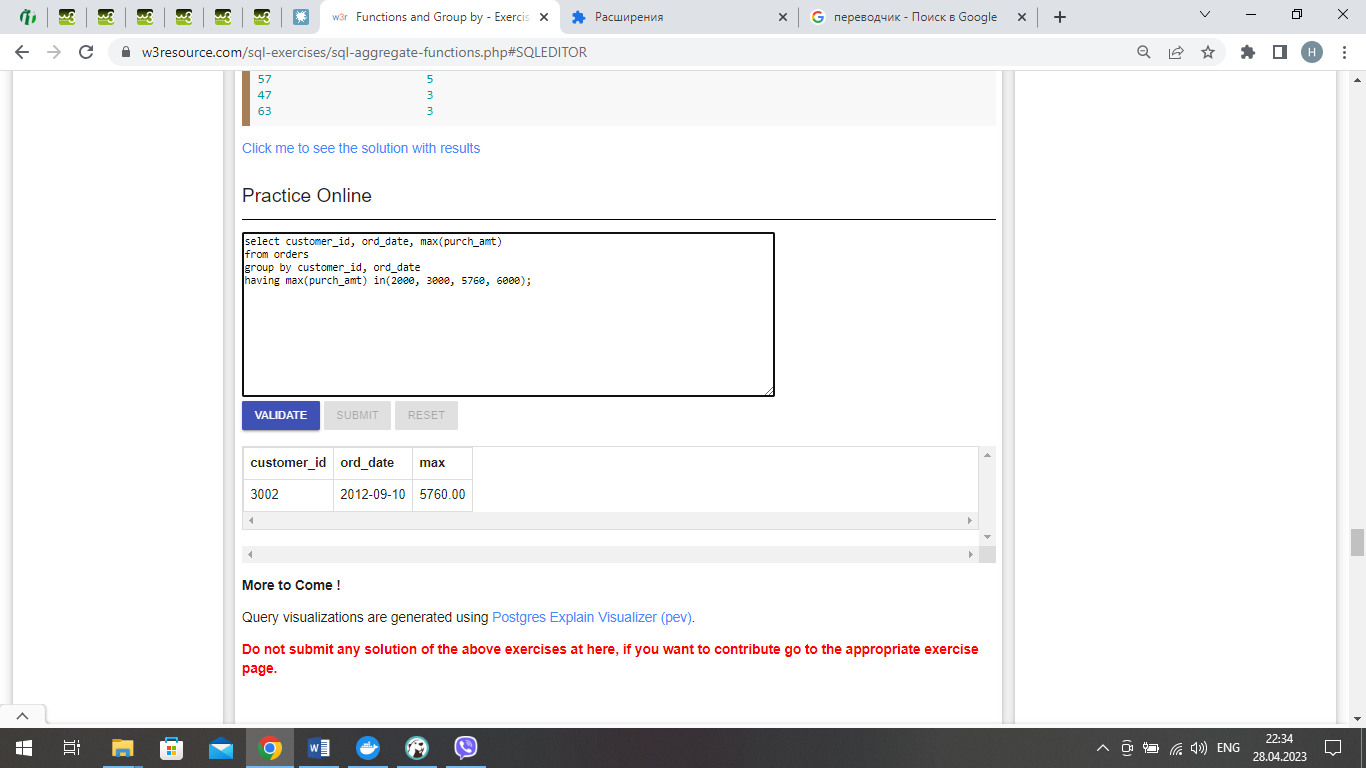 Functions and Group by - Exercis
Расширения
переводчик - Поиск в Google
w3resource.com/sql-exercises/sql-aggregate-functions.php#SQLEDITOR
H
57 5
47 3
63 3
Click me to see the solution with results
Practice Online
select customer_id, ord_date, max(purch_amt)
from orders
group by customer_id, ord_date
having max(purch_amt) in(2000, 3000, 5760, 6000);
VALIDATE SUBMIT RESET
customer_id ord_date max
3002 2012-09-10 5760.00
More to Come !
Query visualizations are generated using Postgres Explain Visualizer (pev).
Do not submit any solution of the above exercises at here, if you want to contribute go to the appropriate exercise
page.
ENG
22:34
28.04.2023